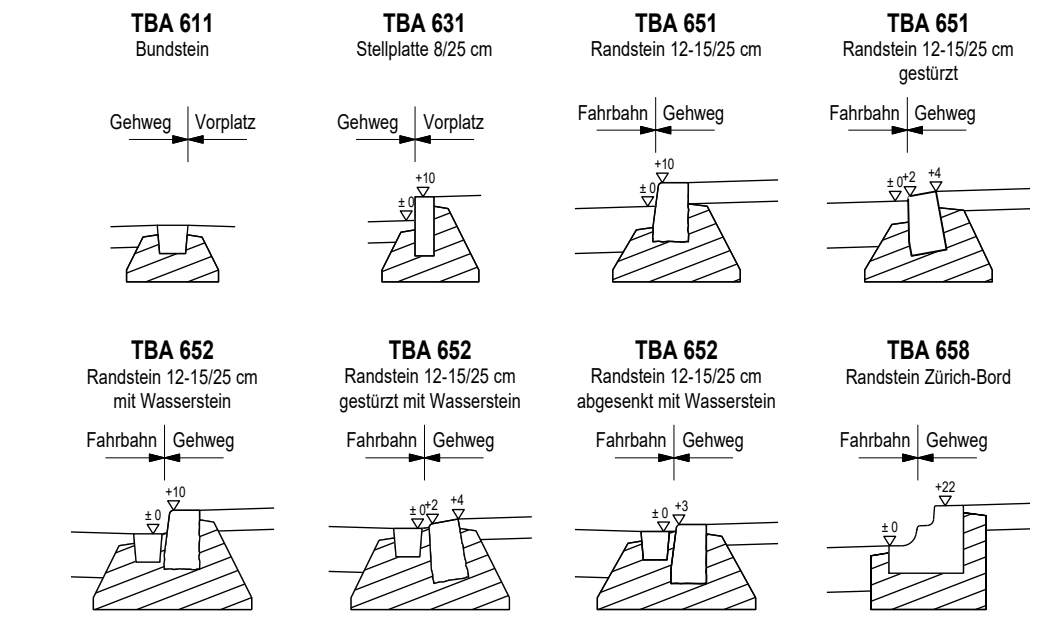 TBA 611
Bundstein
Gehweg Vorplatz
TBA 631
Stellplatte 8/25 cm
Gehweg Vorplatz
+10
± 0
TBA 651
Randstein 12-15/25 cm
Fahrbahn Gehweg
+10
± 0
TBA 651
Randstein 12-15/25 cm
gestürzt
Fahrbahn Gehweg
± 0 +2 +4
TBA 652
Randstein 12-15/25 cm
mit Wasserstein
Fahrbahn Gehweg
+10
± 0
TBA 652
Randstein 12-15/25 cm
gestürzt mit Wasserstein
Fahrbahn Gehweg
± 0 +2 +4
TBA 652
Randstein 12-15/25 cm
abgesenkt mit Wasserstein
Fahrbahn Gehweg
± 0 +3
TBA 658
Randstein Zürich-Bord
Fahrbahn Gehweg
+22
± 0